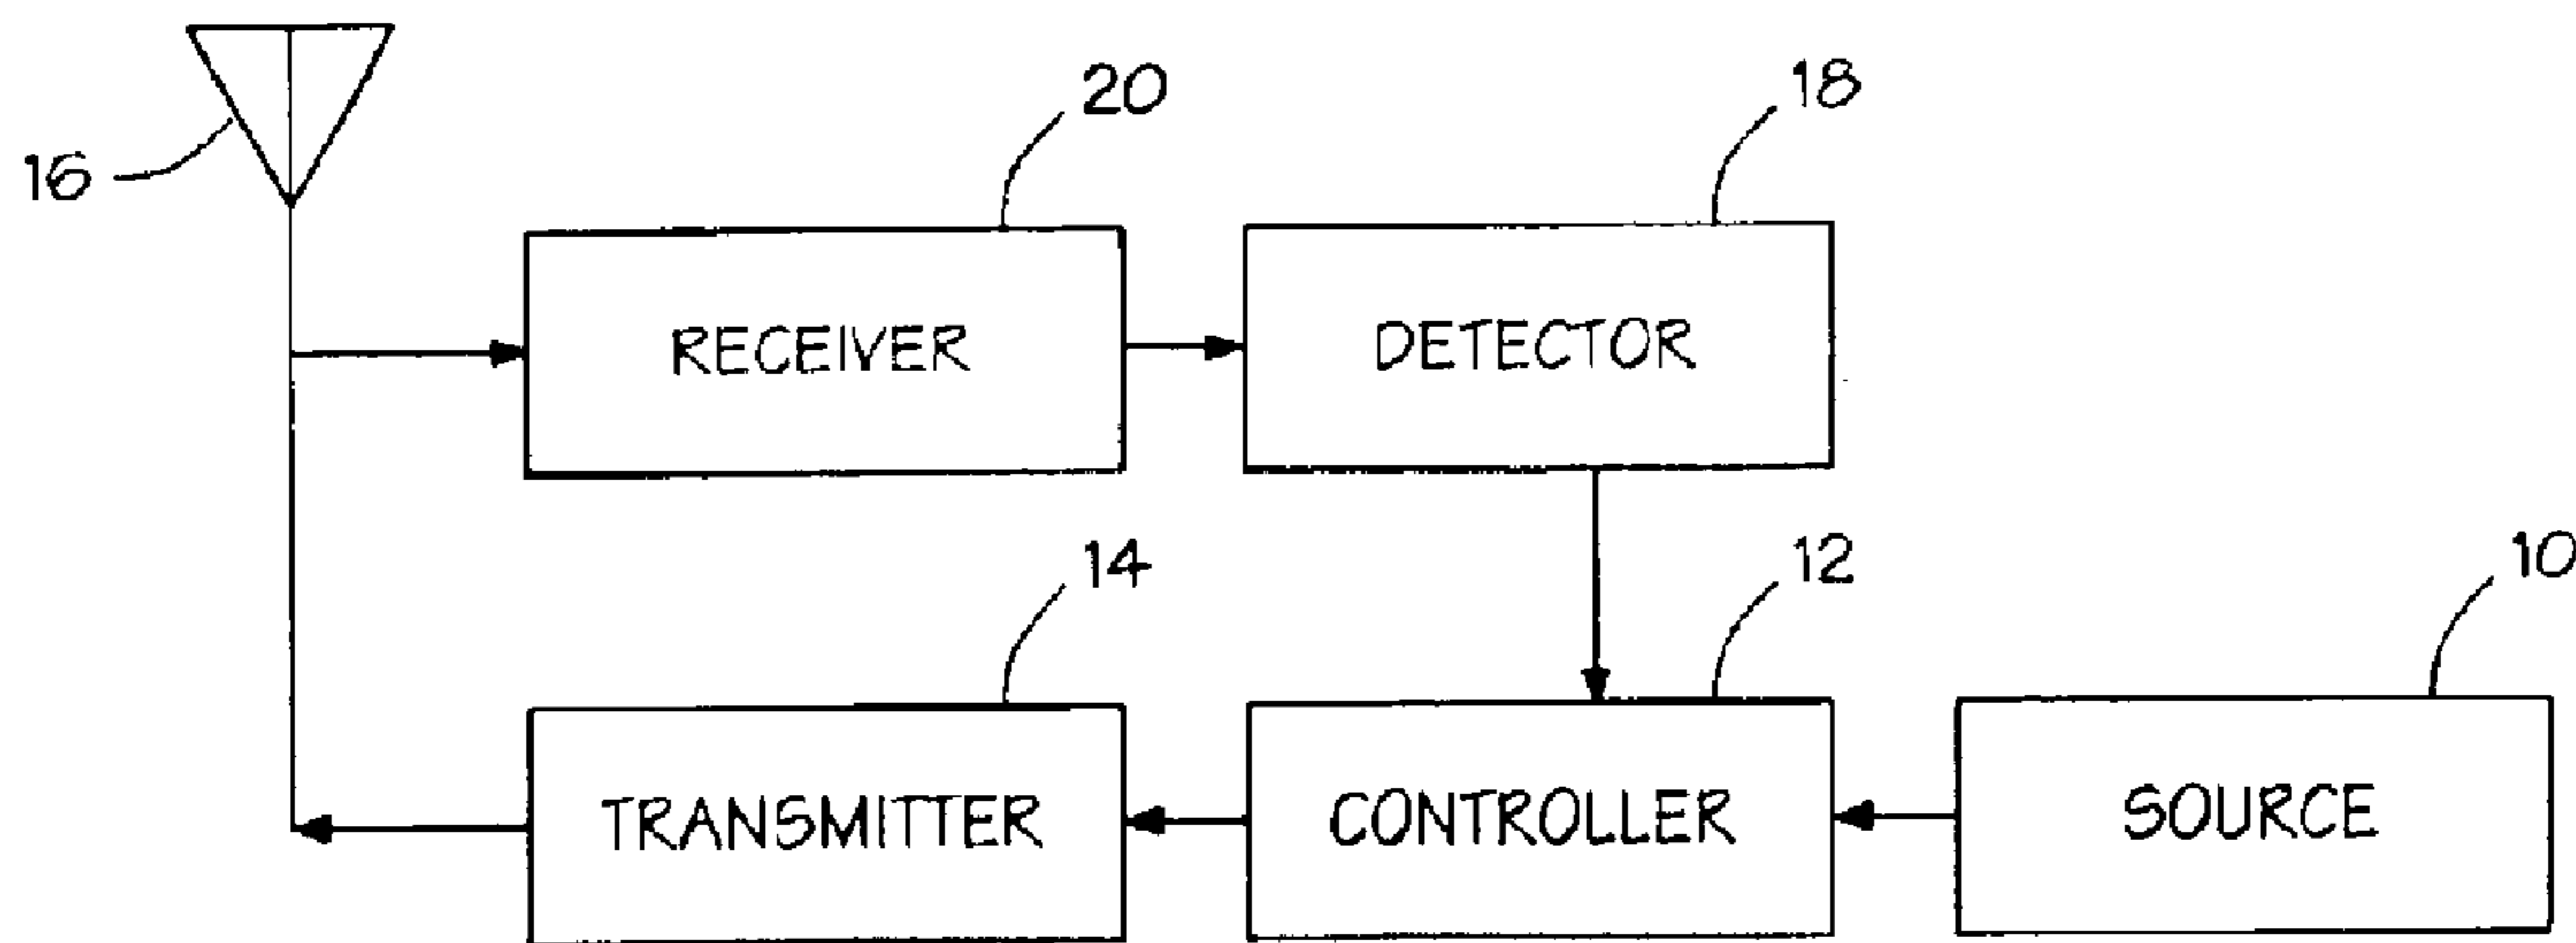 20
18
16
RECEIVER
DETECTOR
14
12
10
TRANSMITTER
CONTROLLER
SOURCE